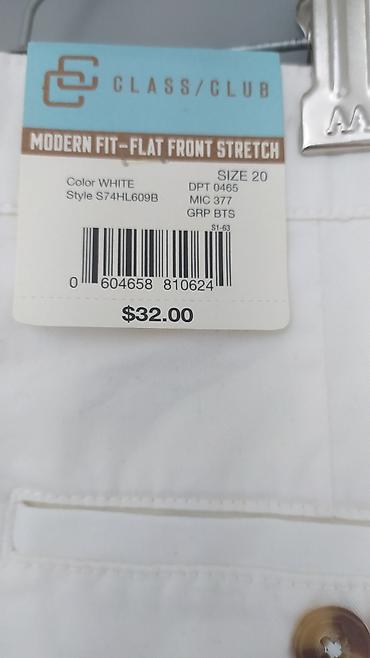 CLASS/CLUB
MODERN FIT-FLAT FRONT STRETCH
SIZE 20
Color WHITE
DPT 0465
Style S74HL609B
MIC 377
GRP BTS
S1-63
0 604658 810624
$32.00